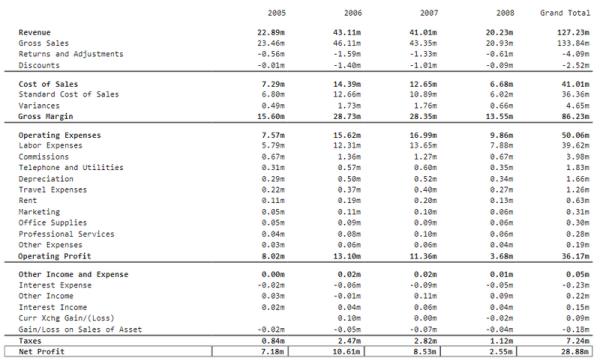 2005 2006 2007 2008 Grand Total
Revenue 22.89m 43.11m 41.01m 20.23m 127.23m
Gross Sales 23.46m 46.11m 43.35m 20.93m 133.84m
Returns and Adjustments -0.56m -1.59m -1.33m -0.61m -4.09m
Discounts -0.01m -1.40m -1.01m -0.09m -2.52m
Cost of Sales 7.29m 14.39m 12.65m 6.68m 41.01m
Standard Cost of Sales 6.80m 12.66m 10.89m 6.02m 36.36m
Variances 0.49m 1.73m 1.76m 0.66m 4.65m
Gross Margin 15.60m 28.73m 28.35m 13.55m 86.23m
Operating Expenses 7.57m 15.62m 16.99m 9.86m 50.06m
Labor Expenses 5.79m 12.31m 13.65m 7.88m 39.62m
Commissions 0.67m 1.36m 1.27m 0.67m 3.98m
Telephone and Utilities 0.31m 0.57m 0.60m 0.35m 1.83m
Depreciation 0.29m 0.50m 0.52m 0.34m 1.66m
Travel Expenses 0.22m 0.37m 0.40m 0.27m 1.26m
Rent 0.11m 0.19m 0.20m 0.13m 0.63m
Marketing 0.05m 0.11m 0.10m 0.06m 0.31m
Office Supplies 0.05m 0.09m 0.09m 0.06m 0.30m
Professional Services 0.04m 0.08m 0.10m 0.06m 0.28m
Other Expenses 0.03m 0.06m 0.06m 0.04m 0.19m
Operating Profit 8.02m 13.10m 11.36m 3.68m 36.17m
Other Income and Expense 0.00m 0.02m 0.02m 0.01m 0.05m
Interest Expense -0.02m -0.06m -0.09m -0.05m -0.23m
Other Income 0.03m -0.01m 0.11m 0.09m 0.22m
Interest Income 0.02m 0.04m 0.06m 0.04m 0.15m
Curr Xchg Gain/(Loss) 0.10m 0.00m -0.02m 0.09m
Gain/Loss on Sales of Asset -0.02m -0.05m -0.07m -0.04m -0.18m
Taxes 0.84m 2.47m 2.82m 1.12m 7.24m
Net Profit 7.18m 10.61m 8.53m 2.55m 28.88m